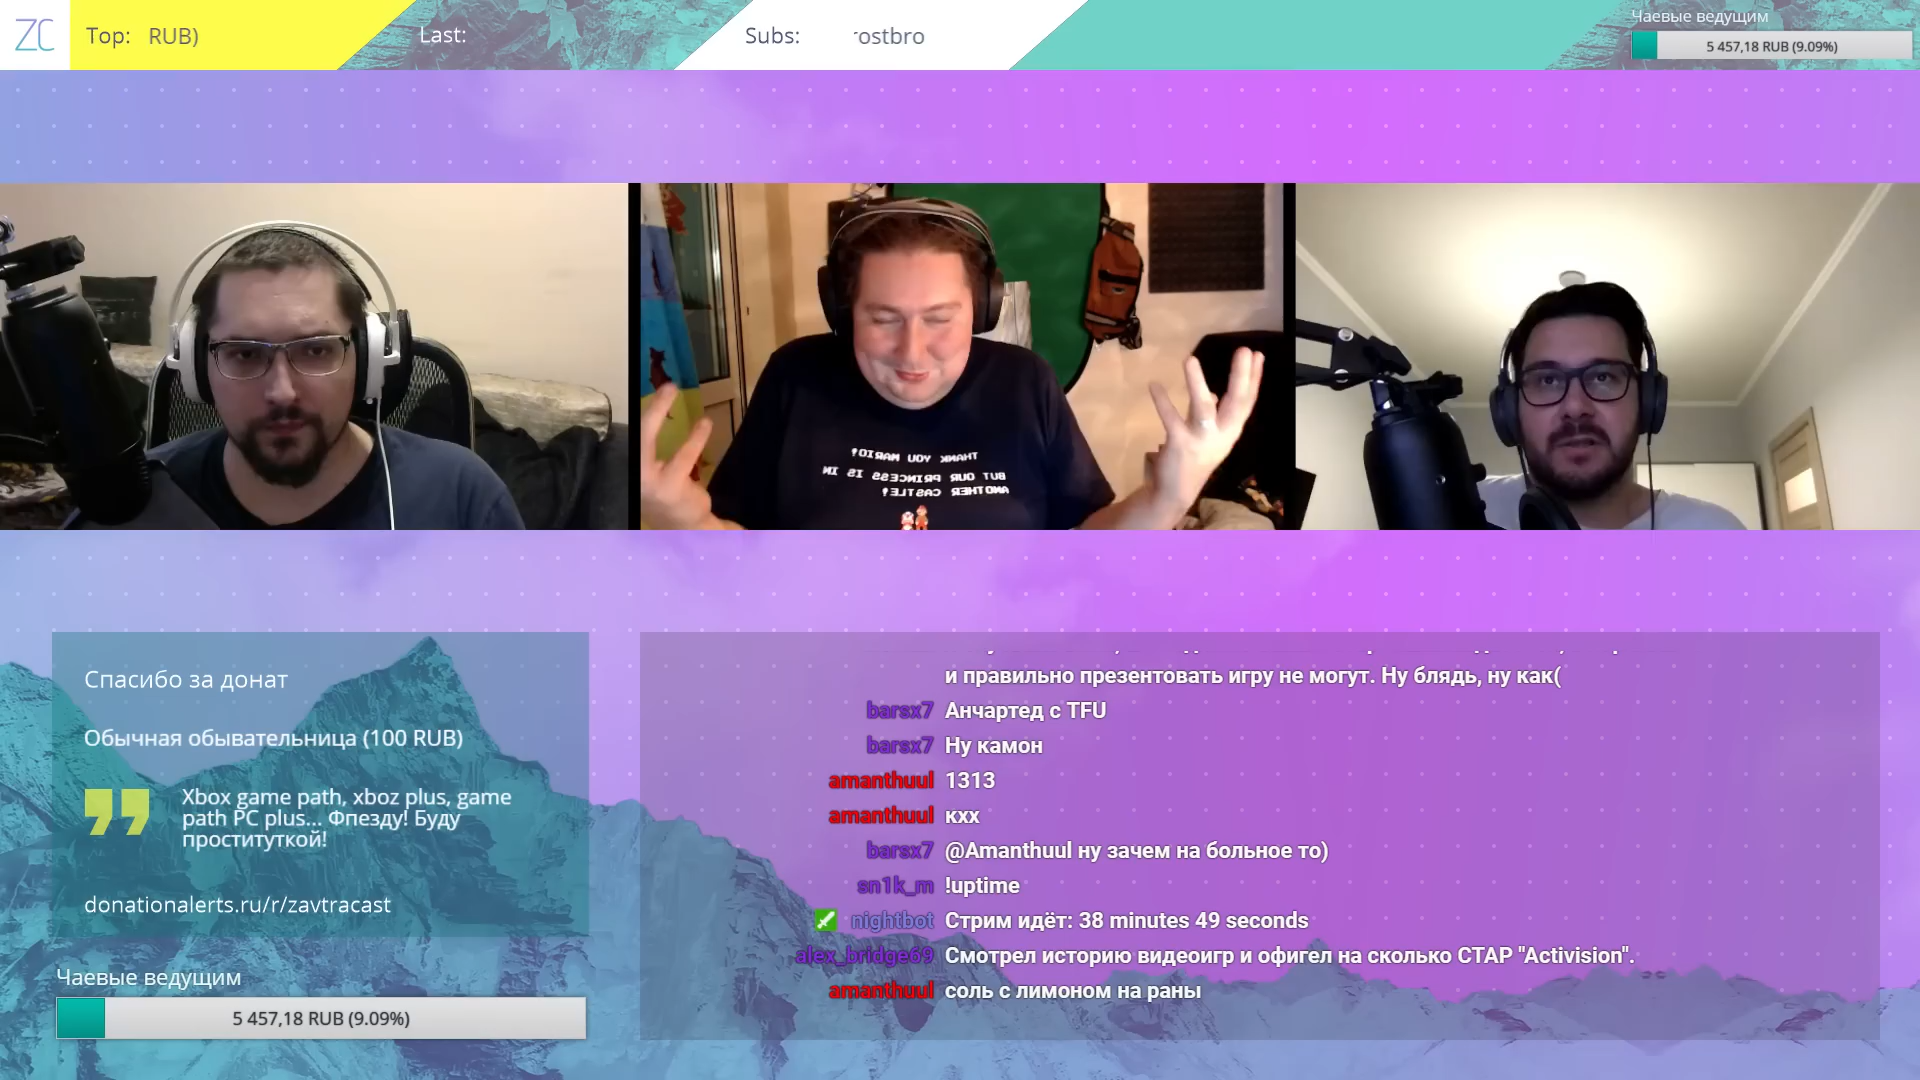 ZC
Top: RUB)
Last:
Subs: rostbro
Чаевые ведущим
5 457,18 RUB (9.09%)
THANK YOU MARIO!
BUT OUR PRINCESS IS IN
ANOTHER CASTLE!
Спасибо за донат
Обычная обывательница (100 RUB)
Xbox game path, xboz plus, game
path PC plus... Фпезду! Буду
проституткой!
donationalerts.ru/r/zavtracast
Чаевые ведущим
5 457,18 RUB (9.09%)
и правильно презентовать игру не могут. Ну блядь, ну как(
barsx7 Анчартед с TFU
barsx7 Ну камон
amanthuul 1313
amanthuul кхх
barsx7 @Amanthuul ну зачем на больное то)
sn1k_m !uptime
nightbot Стрим идёт: 38 minutes 49 seconds
alex_bridge69 Смотрел историю видеоигр и офигел на сколько СТАР "Activision".
amanthuul соль с лимоном на раны